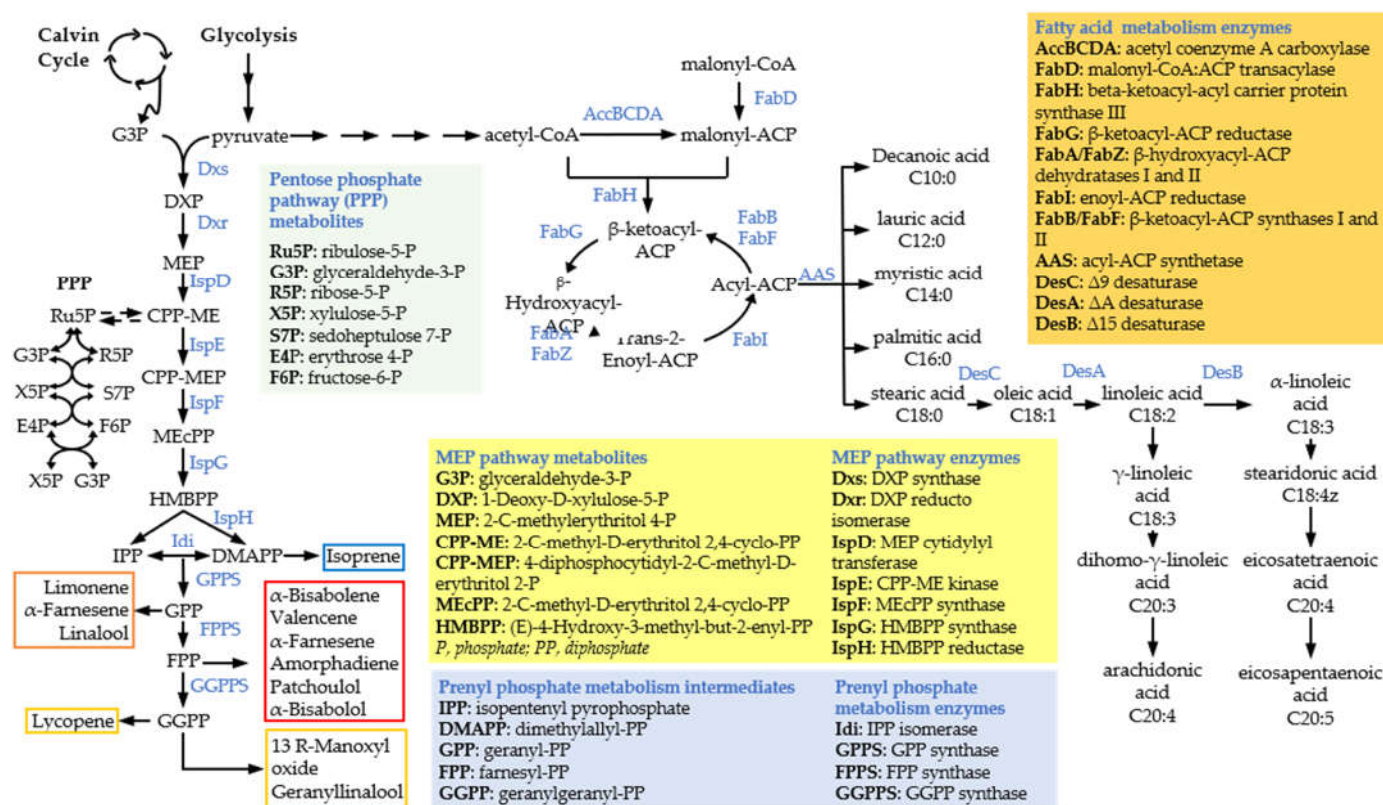 Calvin
Cycle
Glycolysis
G3P
pyruvate
acetyl-CoA
AccBCDA
malonyl-CoA
FabD
malonyl-ACP
Dxs
DXP
Dxr
MEP
IspD
PPP
Ru5P
CPP-ME
IspE
G3P
R5P
CPP-MEP
X5P
S7P
IspF
E4P
F6P
MEcPP
IspG
X5P
G3P
HMBPP
IspH
Idi
IPP
DMAPP
Isoprene
GPPS
Limonene
α-Farnesene
Linalool
GPP
FPPS
FPP
α-Bisabolene
Valencene
α-Farnesene
Amorphadiene
Patchoulol
α-Bisabolol
GGPPS
Lycopene
GGPP
13 R-Manoxyl
oxide
Geranyllinalool
Pentose phosphate
pathway (PPP)
metabolites
Ru5P: ribulose-5-P
G3P: glyceraldehyde-3-P
R5P: ribose-5-P
X5P: xylulose-5-P
S7P: sedoheptulose 7-P
E4P: erythrose 4-P
F6P: fructose-6-P
FabH
FabG
β-ketoacyl-
ACP
FabB
FabF
β-
Hydroxyacyl-
ACP
FabA
FabZ
Trans-2-
Enoyl-ACP
FabI
Acyl-ACP
AAS
Decanoic acid
C10:0
lauric acid
C12:0
myristic acid
C14:0
palmitic acid
C16:0
stearic acid
C18:0
DesC
oleic acid
C18:1
DesA
linoleic acid
C18:2
DesB
α-linoleic
acid
C18:3
γ-linoleic
acid
C18:3
stearidonic acid
C18:4z
dihomo-γ-linoleic
acid
C20:3
eicosatetraenoic
acid
C20:4
arachidonic
acid
C20:4
eicosapentaenoic
acid
C20:5
Fatty acid metabolism enzymes
AccBCDA: acetyl coenzyme A carboxylase
FabD: malonyl-CoA:ACP transacylase
FabH: beta-ketoacyl-acyl carrier protein
synthase III
FabG: β-ketoacyl-ACP reductase
FabA/FabZ: β-hydroxyacyl-ACP
dehydratases I and II
FabI: enoyl-ACP reductase
FabB/FabF: β-ketoacyl-ACP synthases I and
II
AAS: acyl-ACP synthetase
DesC: Δ9 desaturase
DesA: ΔA desaturase
DesB: Δ15 desaturase
MEP pathway metabolites
G3P: glyceraldehyde-3-P
DXP: 1-Deoxy-D-xylulose-5-P
MEP: 2-C-methylerythritol 4-P
CPP-ME: 2-C-methyl-D-erythritol 2,4-cyclo-PP
CPP-MEP: 4-diphosphocytidyl-2-C-methyl-D-
erythritol 2-P
MEcPP: 2-C-methyl-D-erythritol 2,4-cyclo-PP
HMBPP: (E)-4-Hydroxy-3-methyl-but-2-enyl-PP
P, phosphate; PP, diphosphate
MEP pathway enzymes
Dxs: DXP synthase
Dxr: DXP reducto
isomerase
IspD: MEP cytidylyl
transferase
IspE: CPP-ME kinase
IspF: MEcPP synthase
IspG: HMBPP synthase
IspH: HMBPP reductase
Prenyl phosphate metabolism intermediates
IPP: isopentenyl pyrophosphate
DMAPP: dimethylallyl-PP
GPP: geranyl-PP
FPP: farnesyl-PP
GGPP: geranylgeranyl-PP
Prenyl phosphate
metabolism enzymes
Idi: IPP isomerase
GPPS: GPP synthase
FPPS: FPP synthase
GGPPS: GGPP synthase